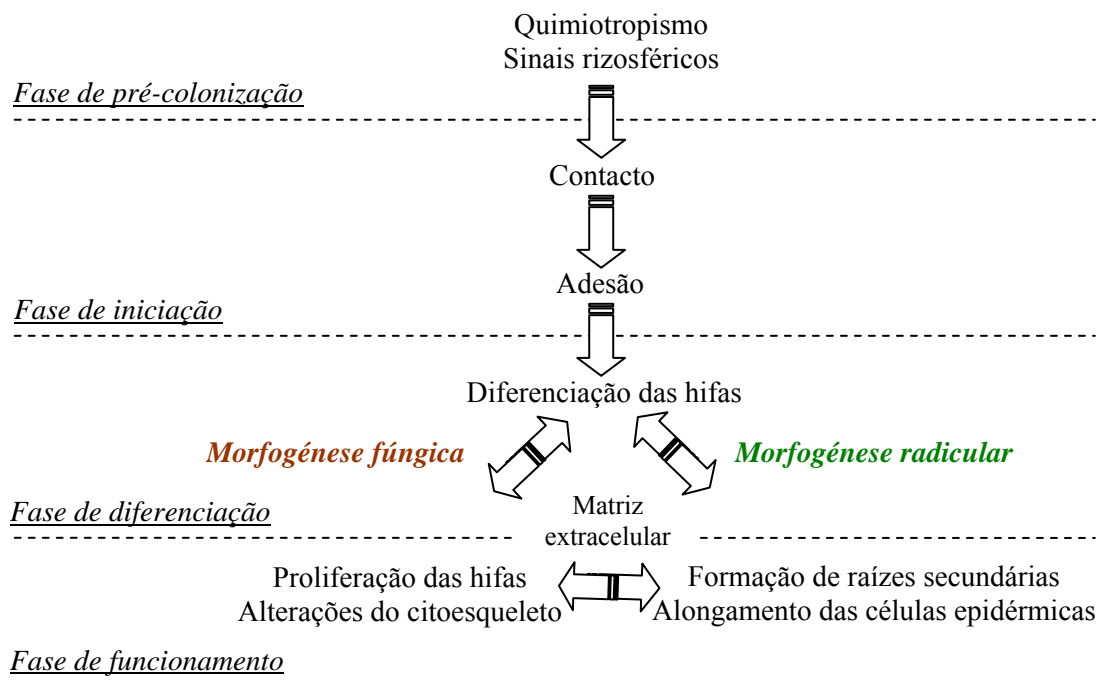 Quimiotropismo
Sinais rizosféricos
Fase de pré-colonização
Contacto
Adesão
Fase de iniciação
Diferenciação das hifas
Morfogénese fúngica
Morfogénese radicular
Matriz
extracelular
Fase de diferenciação
Proliferação das hifas
Alterações do citoesqueleto
Formação de raízes secundárias
Alongamento das células epidérmicas
Fase de funcionamento